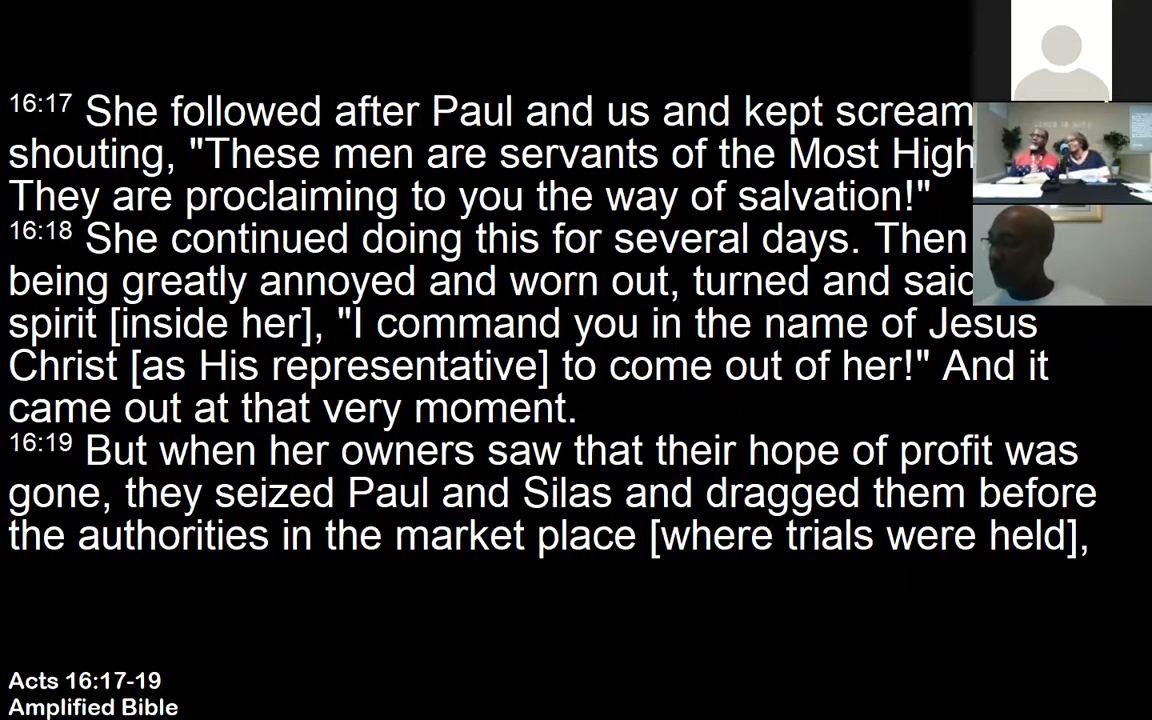 16:17 She followed after Paul and us and kept scream
shouting, "These men are servants of the Most High
They are proclaiming to you the way of salvation!"
16:18 She continued doing this for several days. Then
being greatly annoyed and worn out, turned and said
spirit [inside her], "I command you in the name of Jesus
Christ [as His representative] to come out of her!" And it
came out at that very moment.
16:19 But when her owners saw that their hope of profit was
gone, they seized Paul and Silas and dragged them before
the authorities in the market place [where trials were held],
Acts 16:17-19
Amplified Bible